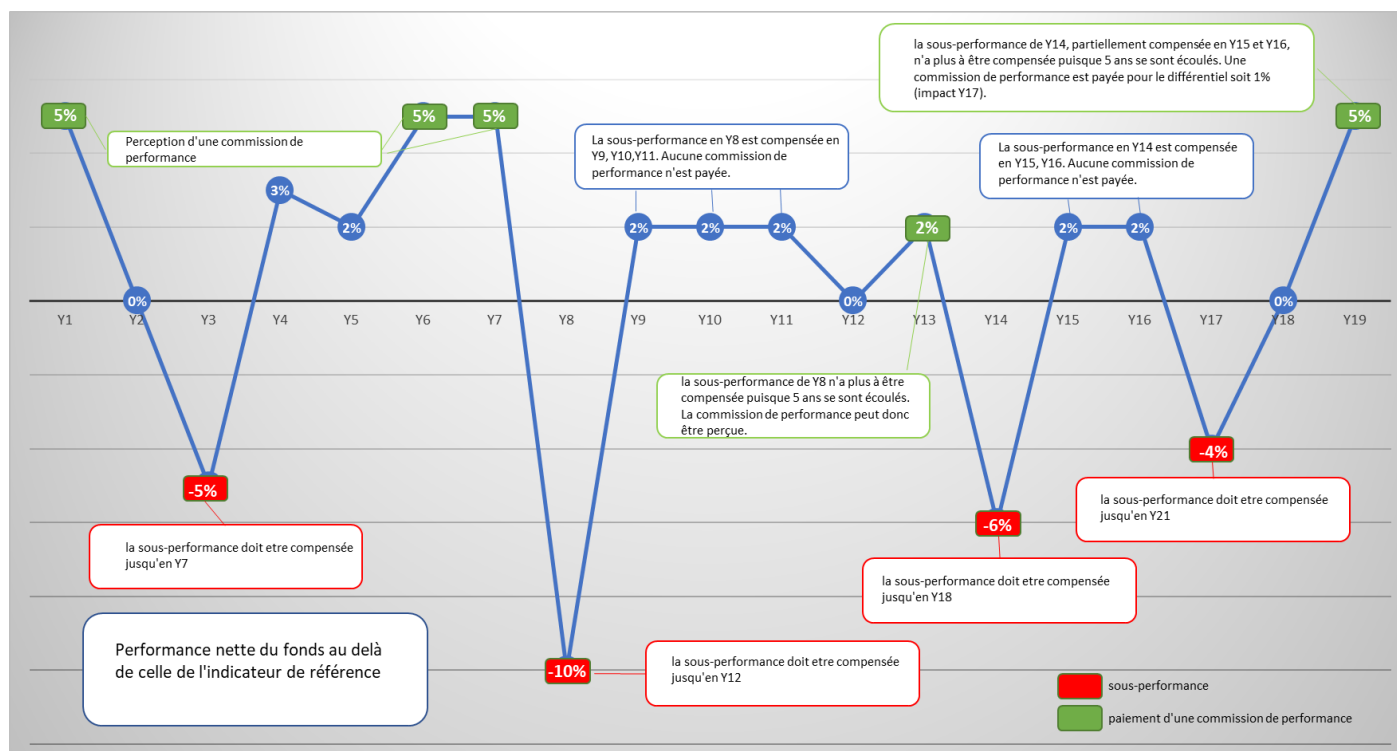 la sous-performance de Y14, partiellement compensée en Y15 et Y16,
n'a plus à être compensée puisque 5 ans se sont écoulés. Une
commission de performance est payée pour le différentiel soit 1%
(impact Y17).
5%
5%
5%
5%
Perception d'une commission de
performance
La sous-performance en Y8 est compensée en
Y9, Y10,Y11. Aucune commission de
performance n'est payée.
La sous-performance en Y14 est compensée
en Y15, Y16. Aucune commission de
performance n'est payée.
3%
2%
2%
2%
2%
2%
2%
2%
0%
0%
0%
Y1
Y2
Y3
Y4
Y5
Y6
Y7
Y8
Y9
Y10
Y11
Y12
Y13
Y14
Y15
Y16
Y17
Y18
Y19
la sous-performance de Y8 n'a plus à être
compensée puisque 5 ans se sont écoulés.
La commission de performance peut donc
être perçue.
-4%
-5%
la sous-performance doit etre compensée
jusqu'en Y21
-6%
la sous-performance doit etre compensée
jusqu'en Y7
la sous-performance doit etre compensée
jusqu'en Y18
Performance nette du fonds au delà
de celle de l'indicateur de référence
-10%
la sous-performance doit etre compensée
jusqu'en Y12
sous-performance
paiement d'une commission de performance